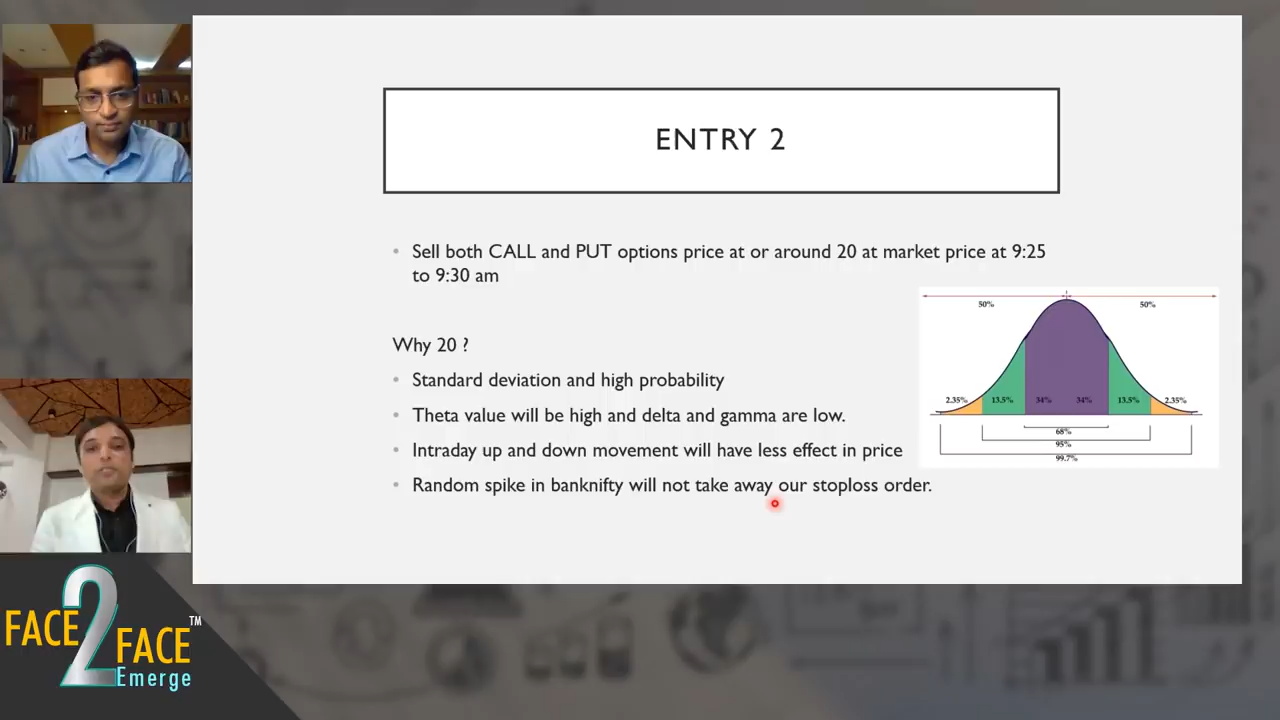 ENTRY 2
• Sell both CALL and PUT options price at or around 20 at market price at 9:25
to 9:30 am
Why 20 ?
• Standard deviation and high probability
• Theta value will be high and delta and gamma are low.
• Intraday up and down movement will have less effect in price
• Random spike in banknifty will not take away our stoploss order.
50% 50%
2.35% 13.5% 34% 34% 13.5% 2.35%
68%
95%
99.7%
FACE 2 FACE™
Emerge